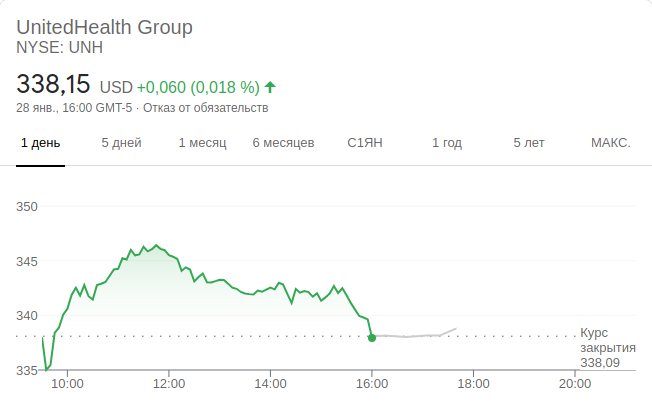 UnitedHealth Group
NYSE: UNH
338,15 USD +0,060 (0,018 %)
28 янв., 16:00 GMT-5 · Отказ от обязательств
1 день 5 дней 1 месяц 6 месяцев С1ЯН 1 год 5 лет МАКС.
350
345
340
335
Курс
закрытия
338,09
10:00 12:00 14:00 16:00 18:00 20:00